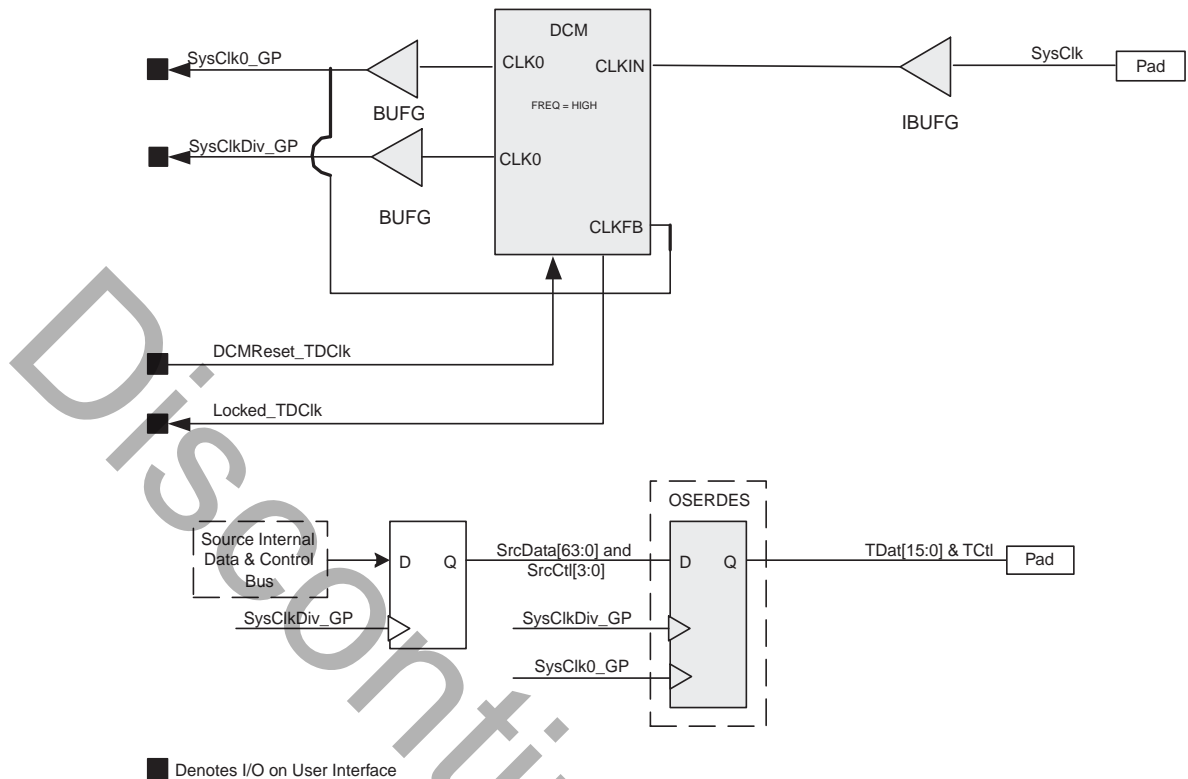 DCM
SysClk0_GP
CLK0
CLKIN
SysClk
Pad
FREQ = HIGH
BUFG
IBUFG
SysClkDiv_GP
CLK0
BUFG
CLKFB
DCMReset_TDClk
Locked_TDClk
OSERDES
Source Internal
Data & Control
Bus
D
Q
SrcData[63:0] and
SrcCtl[3:0]
D
Q
TDat[15:0] & TCtl
Pad
SysClkDiv_GP
SysClkDiv_GP
SysClk0_GP
Denotes I/O on User Interface
Disconti